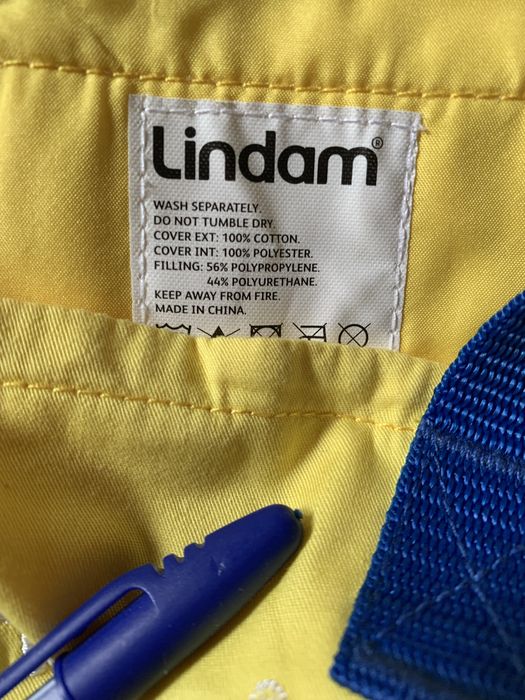 Lindam®
WASH SEPARATELY.
DO NOT TUMBLE DRY.
COVER EXT: 100% COTTON.
COVER INT: 100% POLYESTER.
FILLING: 56% POLYPROPYLENE.
44% POLYURETHANE.
KEEP AWAY FROM FIRE.
MADE IN CHINA.